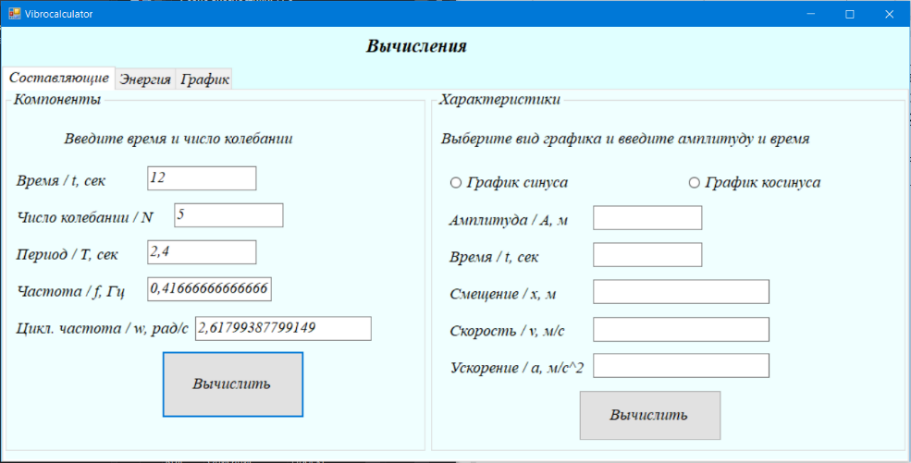 Vibrocalculator
Вычисления
Составляющие Энергия График
Компоненты
Введите время и число колебании
Время / t, сек 12
Число колебании / N 5
Период / T, сек 2,4
Частота / f, Гц 0,41666666666666
Цикл. частота / w, рад/с 2,61799387799149
Вычислить
Характеристики
Выберите вид графика и введите амплитуду и время
График синуса График косинуса
Амплитуда / A, м
Время / t, сек
Смещение / x, м
Скорость / v, м/с
Ускорение / a, м/с^2
Вычислить